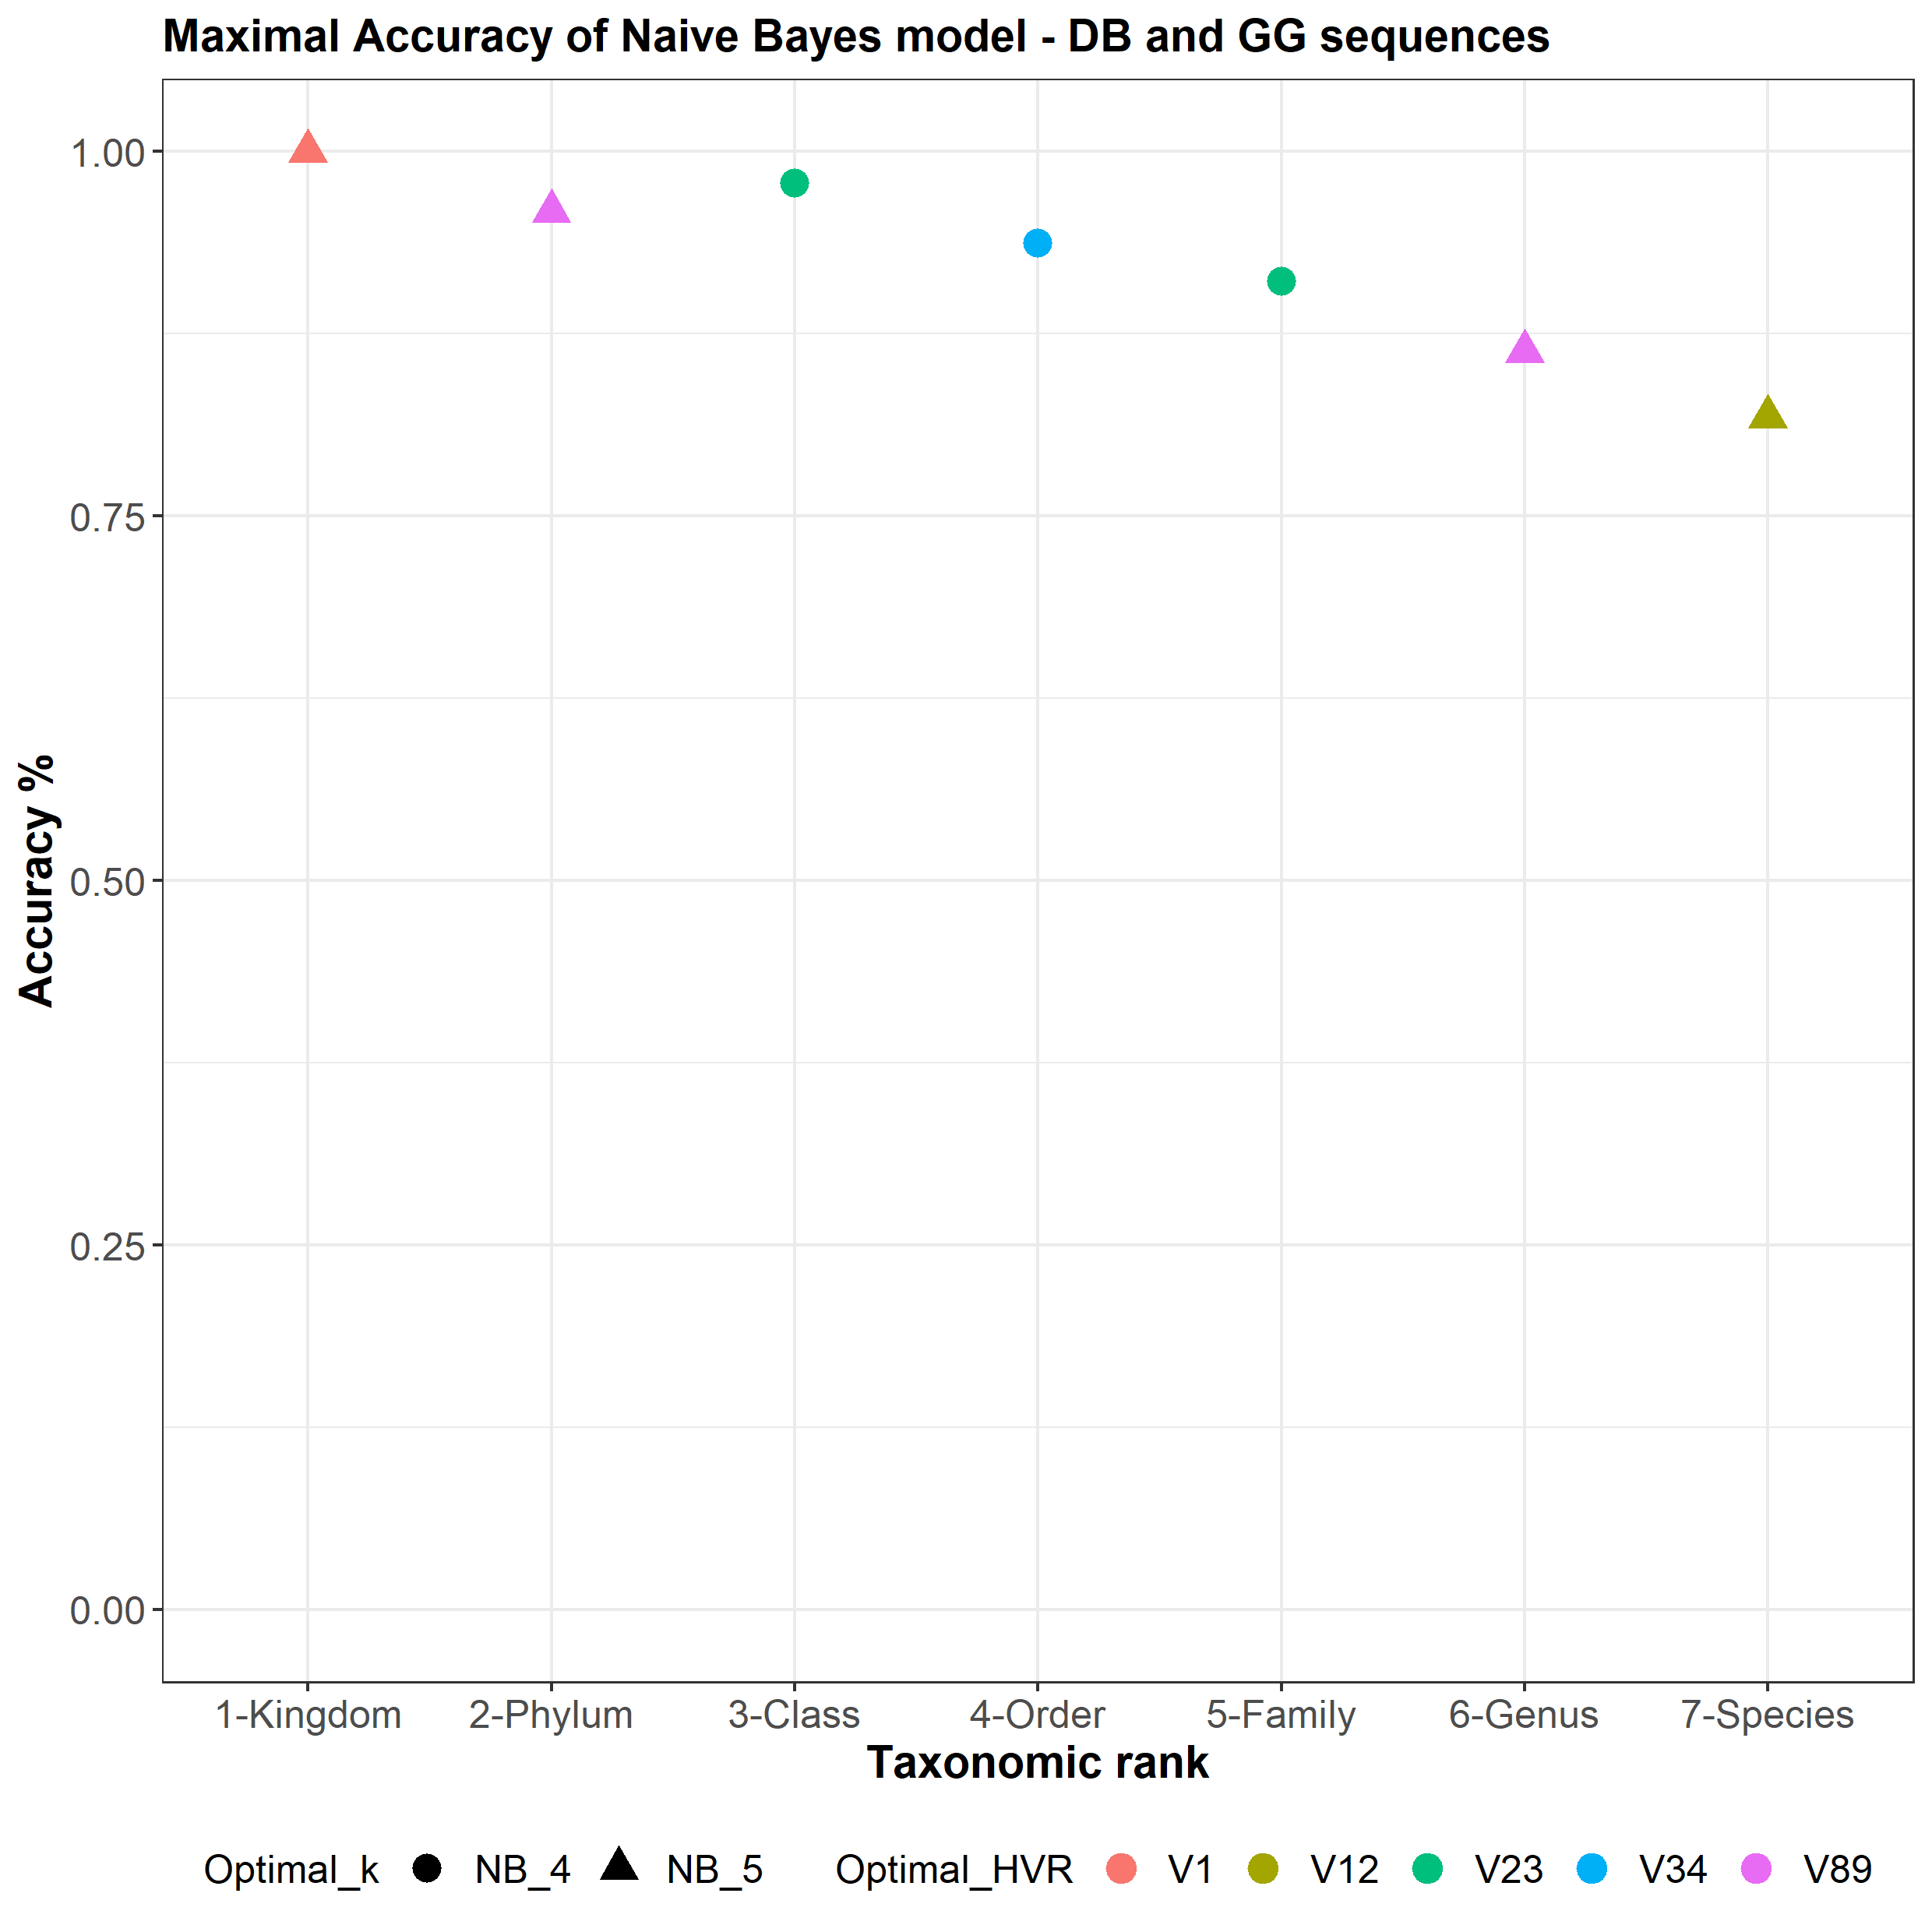 Maximal Accuracy of Naive Bayes model - DB and GG sequences
Accuracy %
1.00
0.75
0.50
0.25
0.00
1-Kingdom 2-Phylum 3-Class 4-Order 5-Family 6-Genus 7-Species
Taxonomic rank
Optimal_k NB_4 NB_5 Optimal_HVR V1 V12 V23 V34 V89